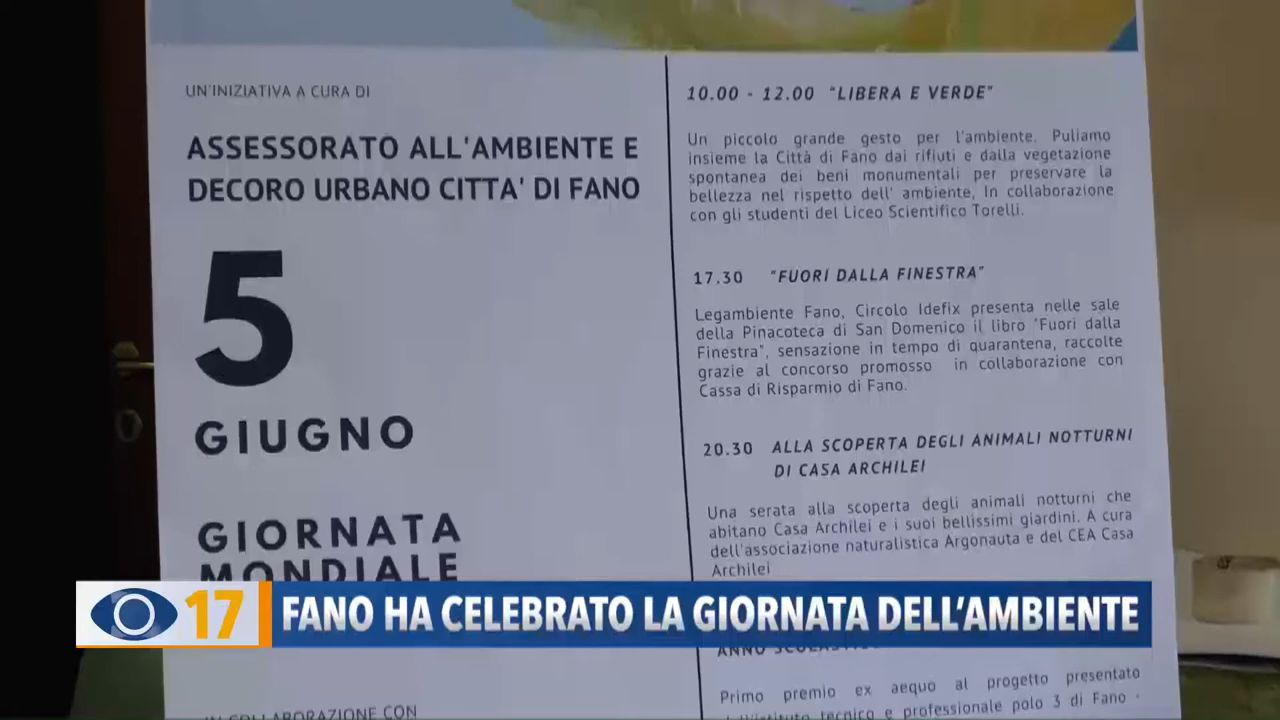 UN'INIZIATIVA A CURA DI
ASSESSORATO ALL'AMBIENTE E
DECORO URBANO CITTA' DI FANO
5
GIUGNO
GIORNATA
MONDIALE
IN COLLABORAZIONE CON
10.00 - 12.00 "LIBERA E VERDE"
Un piccolo grande gesto per l'ambiente. Puliamo
insieme la Città di Fano dai rifiuti e dalla vegetazione
spontanea dei beni monumentali per preservare la
bellezza nel rispetto dell' ambiente, In collaborazione
con gli studenti del Liceo Scientifico Torelli.
17.30 "FUORI DALLA FINESTRA"
Legambiente Fano, Circolo Idefix presenta nelle sale
della Pinacoteca di San Domenico il libro "Fuori dalla
Finestra", sensazione in tempo di quarantena, raccolte
grazie al concorso promosso in collaborazione con
Cassa di Risparmio di Fano.
20.30 ALLA SCOPERTA DEGLI ANIMALI NOTTURNI
DI CASA ARCHILEI
Una serata alla scoperta degli animali notturni che
abitano Casa Archilei e i suoi bellissimi giardini. A cura
dell'associazione naturalistica Argonauta e del CEA Casa
Archilei
ANNO
Primo premio ex aequo al progetto presentato
dell'istituto tecnico e professionale polo 3 di Fano -
17 FANO HA CELEBRATO LA GIORNATA DELL'AMBIENTE